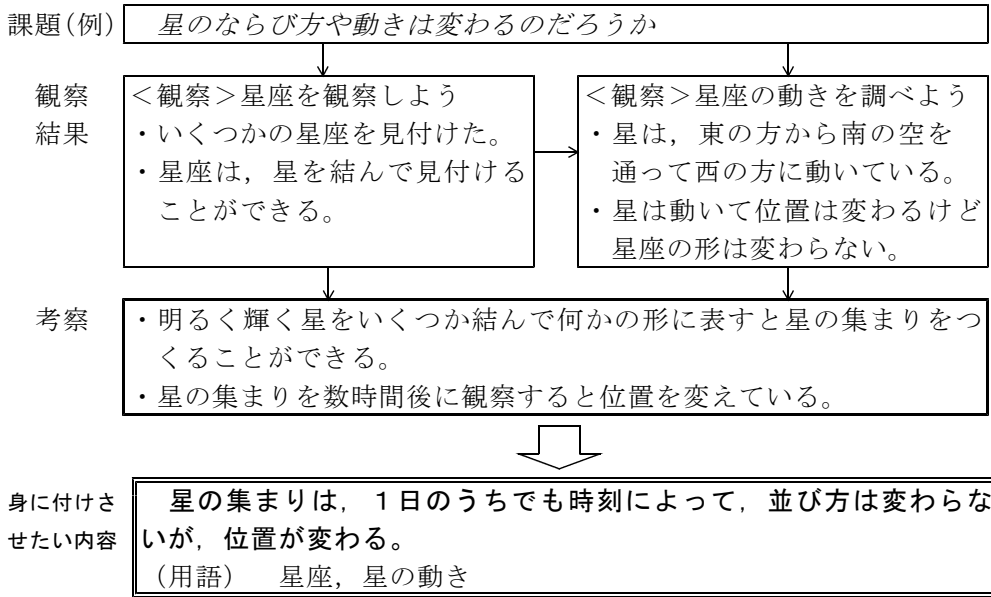 課題(例) 星のならび方や動きは変わるのだろうか
観察
結果
＜観察＞星座を観察しよう
・いくつかの星座を見付けた。
・星座は，星を結んで見付ける
ことができる。
＜観察＞星座の動きを調べよう
・星は，東の方から南の空を
通って西の方に動いている。
・星は動いて位置は変わるけど
星座の形は変わらない。
考察
・明るく輝く星をいくつか結んで何かの形に表すと星の集まりをつ
くることができる。
・星の集まりを数時間後に観察すると位置を変えている。
身に付けさ
せたい内容
星の集まりは，１日のうちでも時刻によって，並び方は変わらな
いが，位置が変わる。
（用語） 星座，星の動き